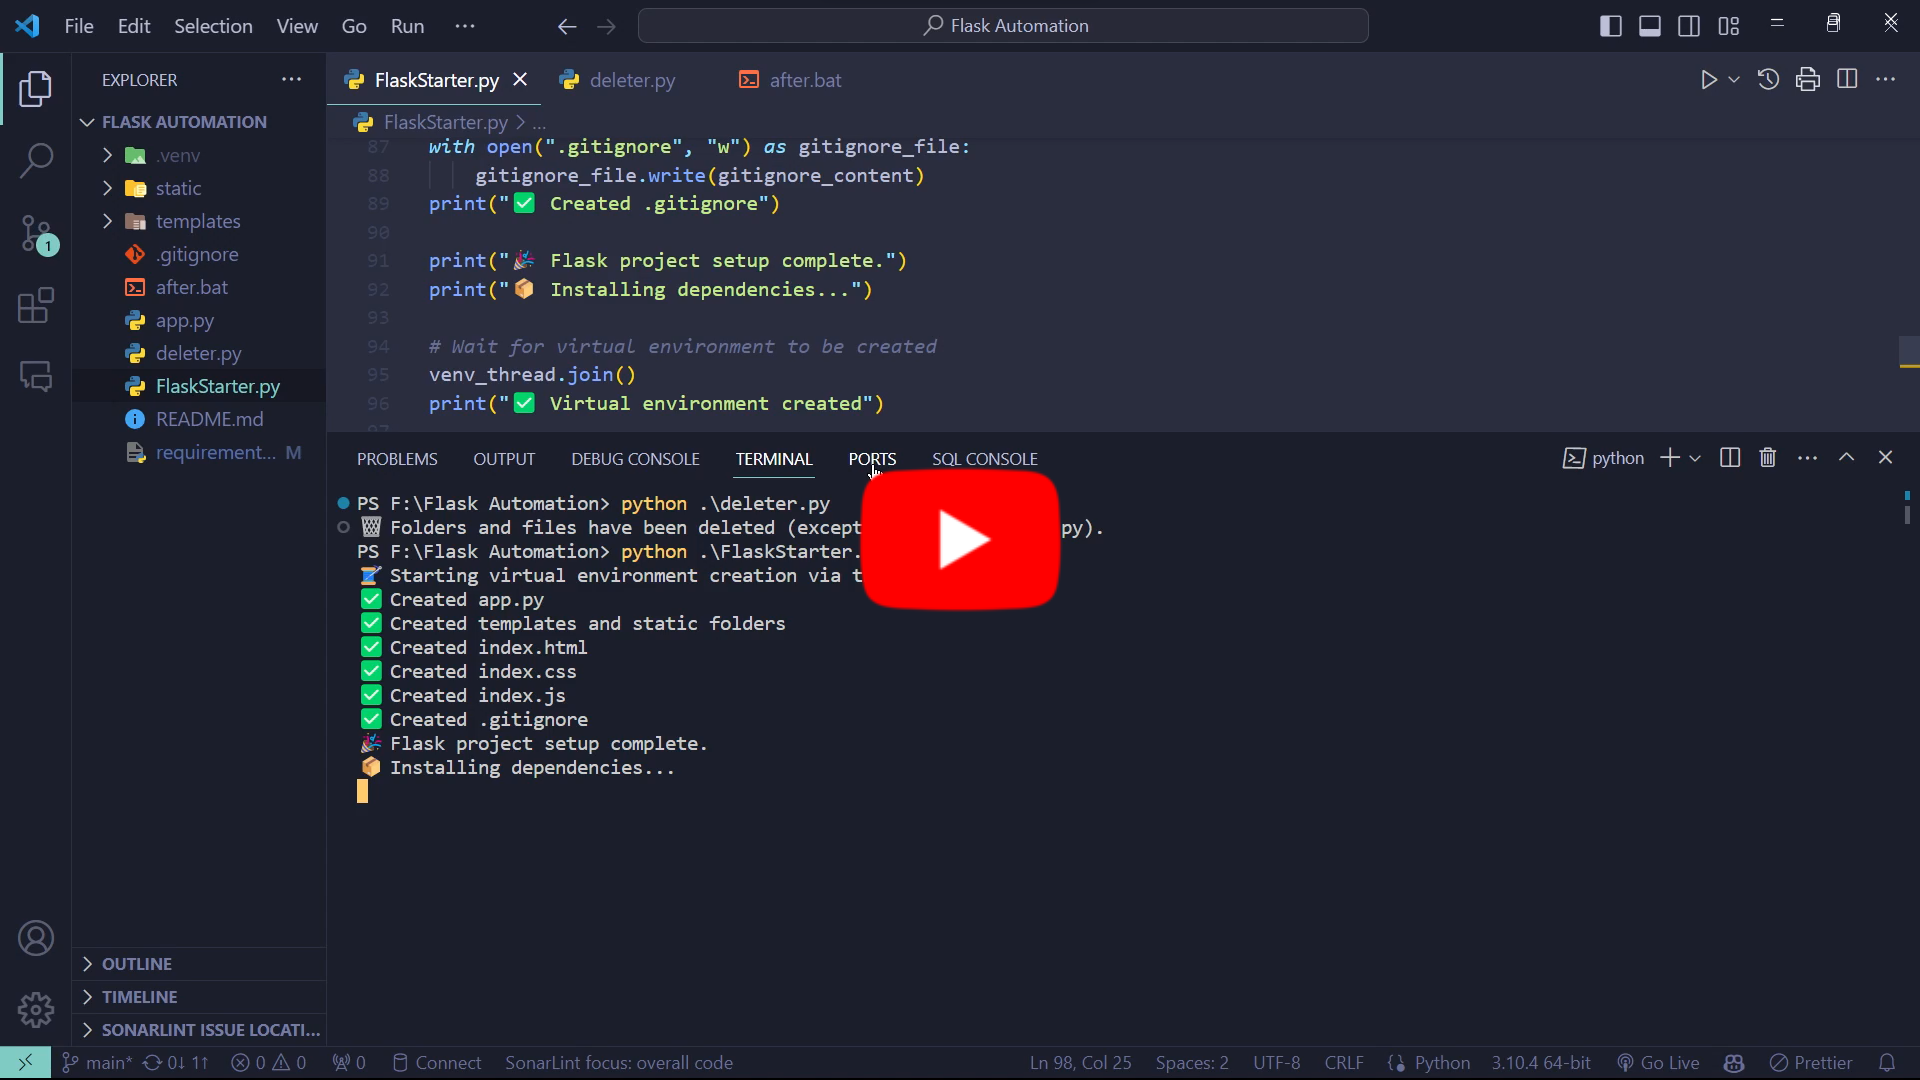 File Edit Selection View Go Run ...
Flask Automation
EXPLORER
FLASK AUTOMATION
.venv
static
templates
.gitignore
after.bat
app.py
deleter.py
FlaskStarter.py
README.md
requirement... M
1
OUTLINE
TIMELINE
SONARLINT ISSUE LOCATI...
FlaskStarter.py deleter.py after.bat
FlaskStarter.py > ...
87 with open(".gitignore", "w") as gitignore_file:
88 gitignore_file.write(gitignore_content)
89 print("✅ Created .gitignore")
90
91 print("🎉 Flask project setup complete.")
92 print("📦 Installing dependencies...")
93
94 # Wait for virtual environment to be created
95 venv_thread.join()
96 print("✅ Virtual environment created")
PROBLEMS OUTPUT DEBUG CONSOLE TERMINAL PORTS SQL CONSOLE
python
PS F:\Flask Automation> python .\deleter.py
🗑 Folders and files have been deleted (except py).
PS F:\Flask Automation> python .\FlaskStarter.
🧵 Starting virtual environment creation via t
✅ Created app.py
✅ Created templates and static folders
✅ Created index.html
✅ Created index.css
✅ Created index.js
✅ Created .gitignore
🎉 Flask project setup complete.
📦 Installing dependencies...
main* 0↓ 1↑ 0 0 0 Connect SonarLint focus: overall code Ln 98, Col 25 Spaces: 2 UTF-8 CRLF {} Python 3.10.4 64-bit Go Live Prettier